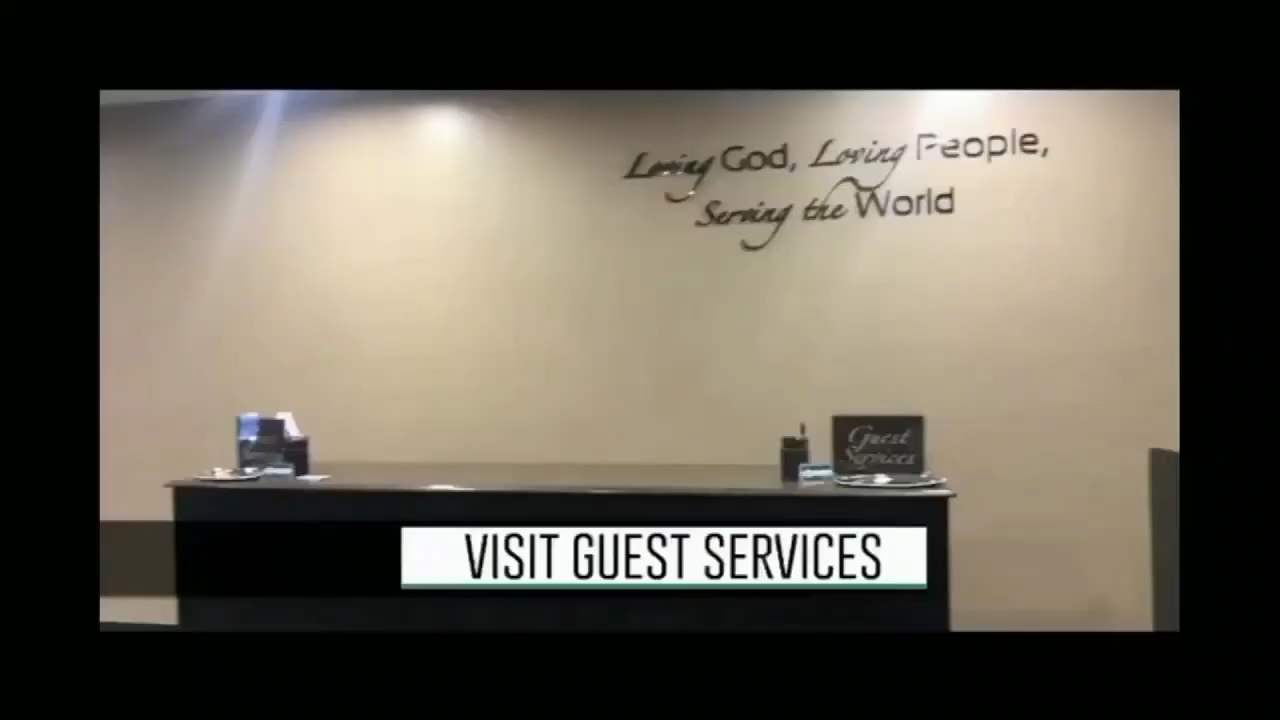 Loving God, Loving People,
Serving the World
Guest
Services
VISIT GUEST SERVICES